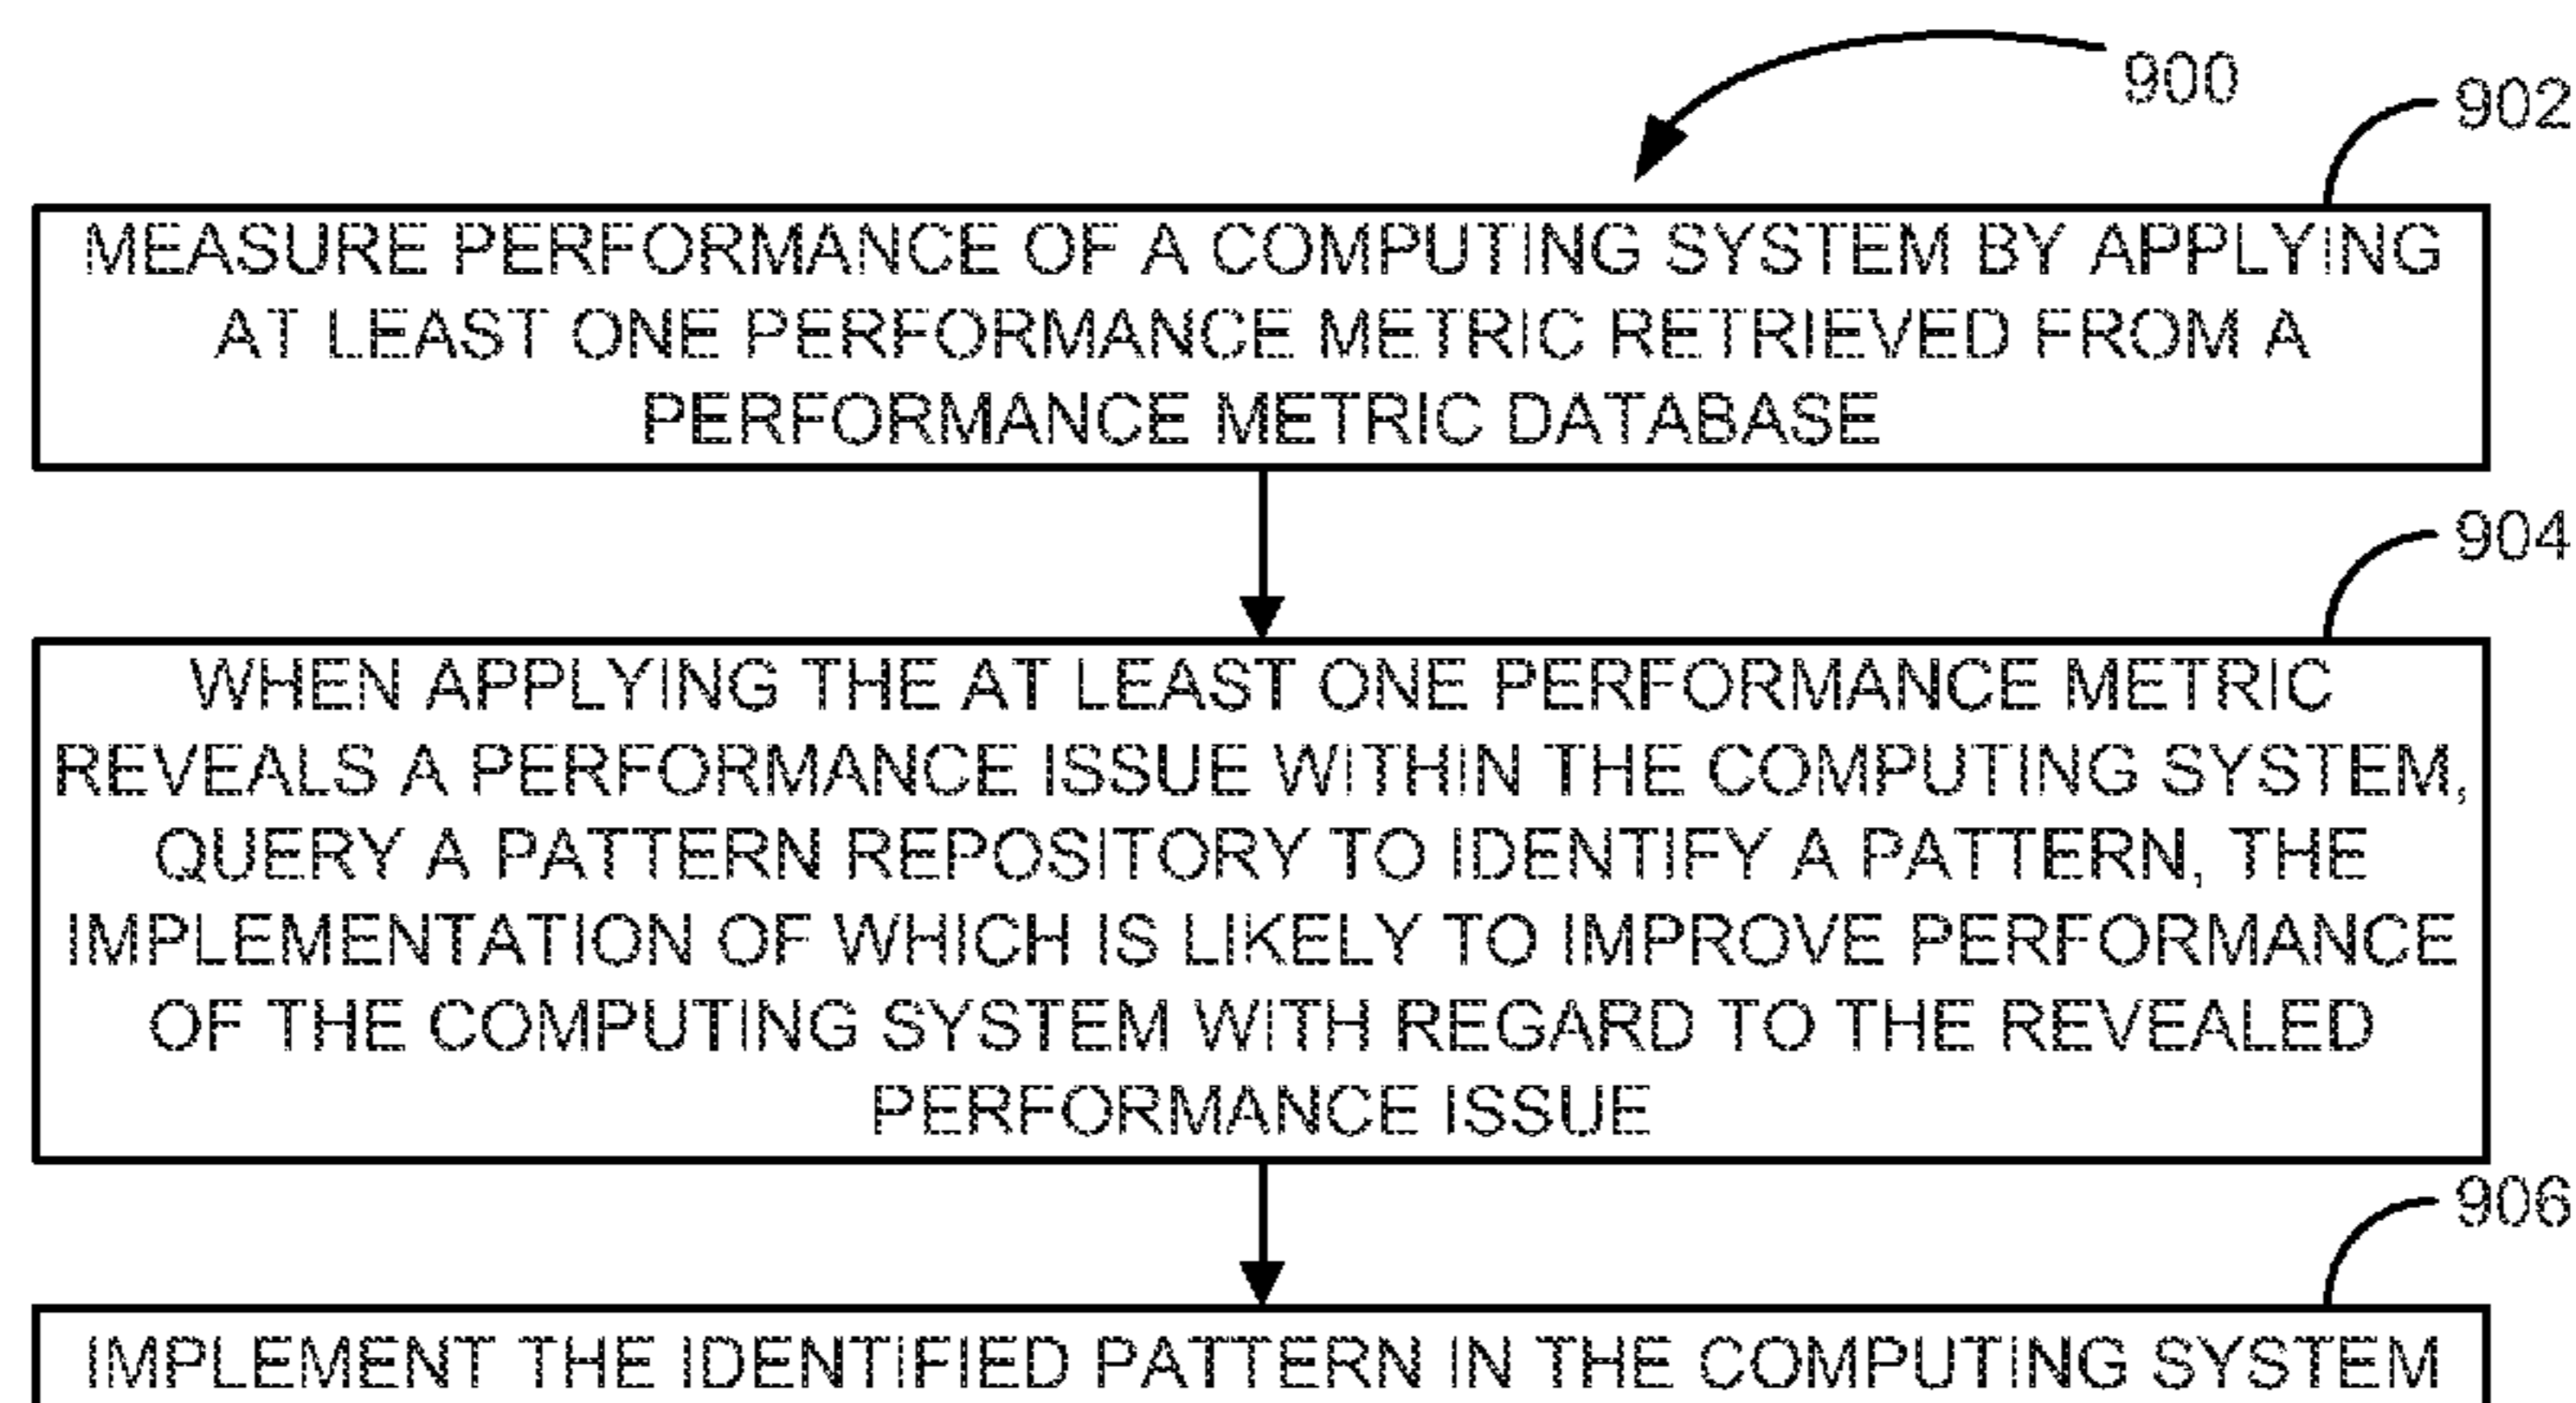 900
902
MEASURE PERFORMANCE OF A COMPUTING SYSTEM BY APPLYING
AT LEAST ONE PERFORMANCE METRIC RETRIEVED FROM A
PERFORMANCE METRIC DATABASE
904
WHEN APPLYING THE AT LEAST ONE PERFORMANCE METRIC
REVEALS A PERFORMANCE ISSUE WITHIN THE COMPUTING SYSTEM,
QUERY A PATTERN REPOSITORY TO IDENTIFY A PATTERN, THE
IMPLEMENTATION OF WHICH IS LIKELY TO IMPROVE PERFORMANCE
OF THE COMPUTING SYSTEM WITH REGARD TO THE REVEALED
PERFORMANCE ISSUE
906
IMPLEMENT THE IDENTIFIED PATTERN IN THE COMPUTING SYSTEM